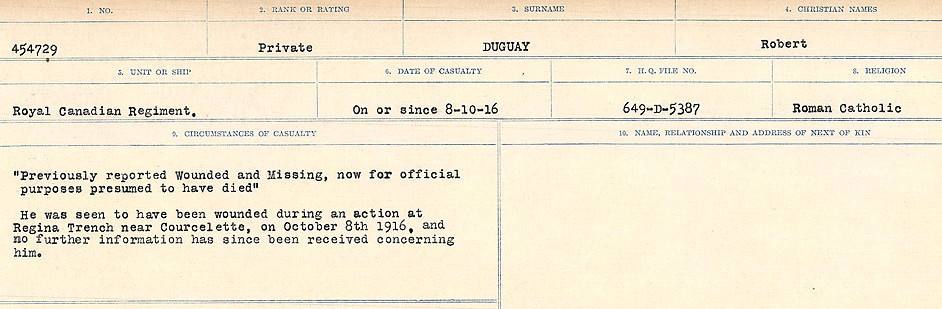 1. NO. 2. RANK OR RATING 3. SURNAME 4. CHRISTIAN NAMES
454729 Private DUGUAY Robert
5. UNIT OR SHIP 6. DATE OF CASUALTY 7. H.Q. FILE NO. 8. RELIGION
Royal Canadian Regiment. On or since 8-10-16 649-D-5387 Roman Catholic
9. CIRCUMSTANCES OF CASUALTY 10. NAME, RELATIONSHIP AND ADDRESS OF NEXT OF KIN
"Previously reported Wounded and Missing, now for official
purposes presumed to have died"
He was seen to have been wounded during an action at
Regina Trench near Courcelette, on October 8th 1916, and
no further information has since been received concerning
him.